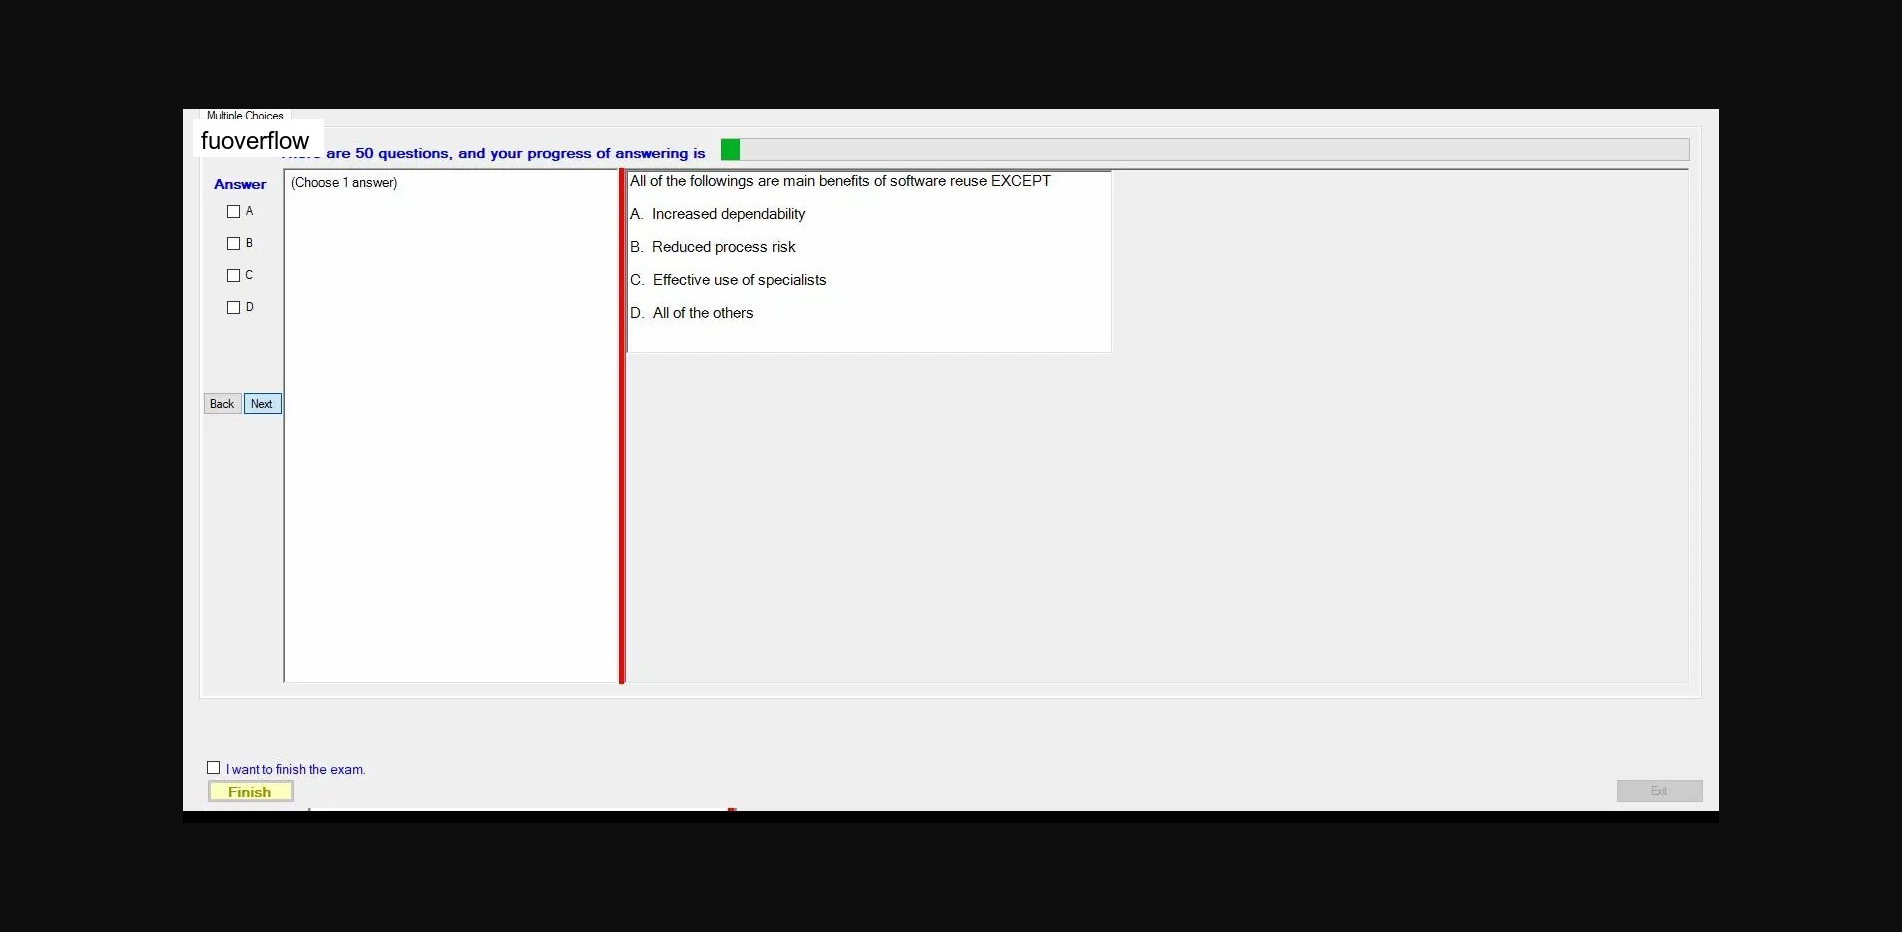 Multiple Choices
fuoverflow
are 50 questions, and your progress of answering is
Answer
(Choose 1 answer)
A
B
C
D
Back
Next
All of the followings are main benefits of software reuse EXCEPT
A. Increased dependability
B. Reduced process risk
C. Effective use of specialists
D. All of the others
I want to finish the exam.
Finish
Exit